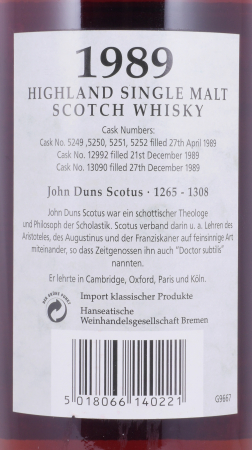 1989
HIGHLAND SINGLE MALT
SCOTCH WHISKY
Cask Numbers:
Cask No. 5249 ,5250, 5251, 5252 filled 27th April 1989
Cask No. 12992 filled 21st December 1989
Cask No. 13090 filled 27th December 1989
John Duns Scotus · 1265 - 1308
John Duns Scotus war ein schottischer Theologe
und Philosoph der Scholastik. Scotus verband darin u. a. Lehren des
Aristoteles, des Augustinus und der Franziskaner auf feinsinnige Art
miteinander, so dass Zeitgenossen ihn auch "Doctor subtilis"
nannten.
Er lehrte in Cambridge, Oxford, Paris und Köln.
Import klassischer Produkte
Hanseatische
Weinhandelsgesellschaft Bremen
5 018066 140221
G9667